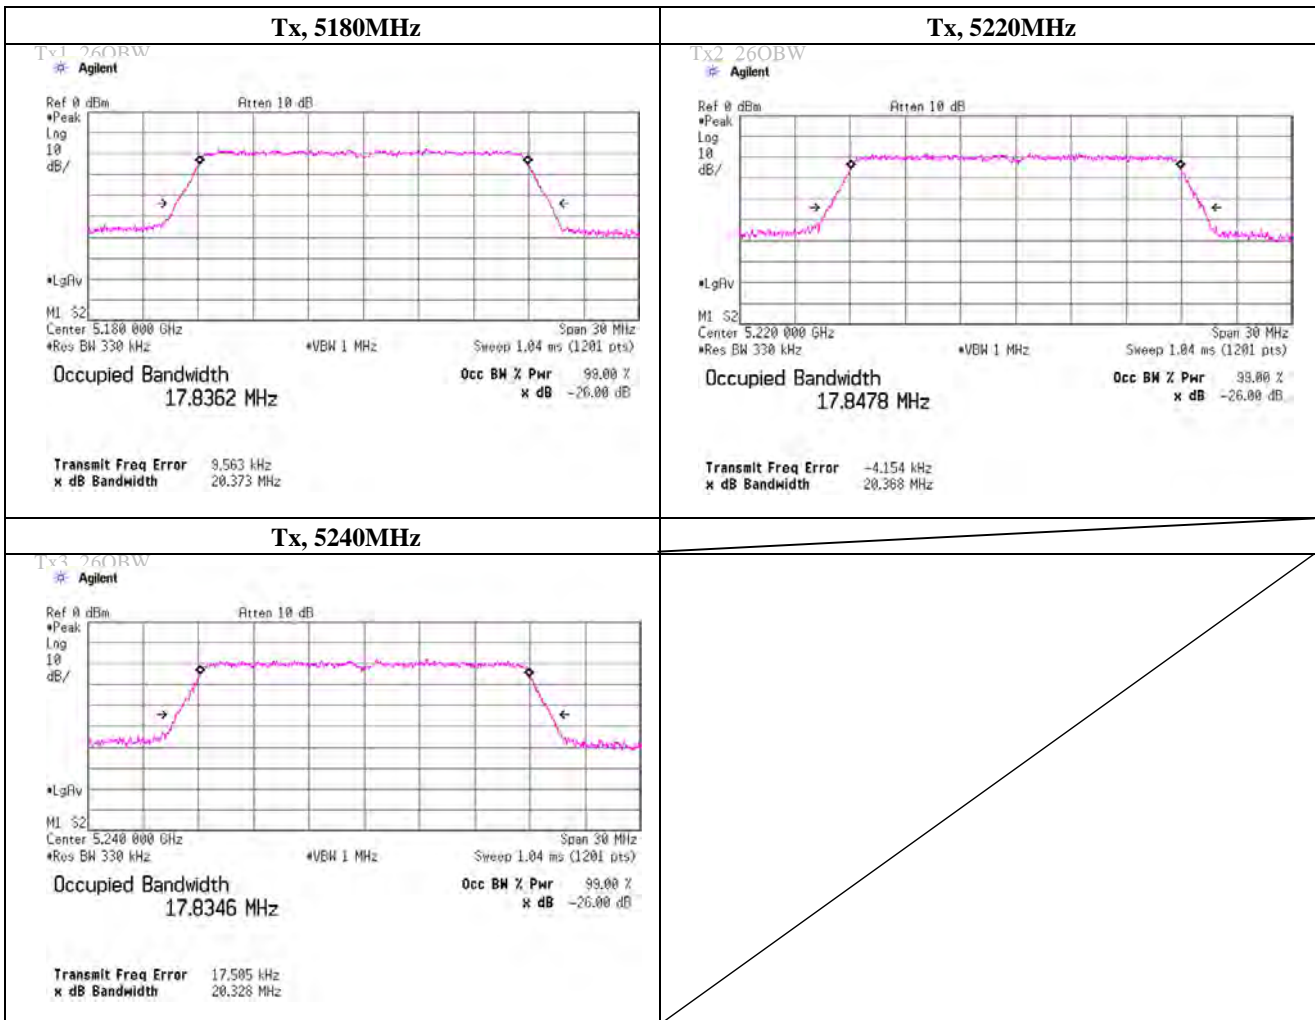 Tx, 5180MHz
Tx1 26OBW
Agilent
Ref 0 dBm Atten 10 dB
*Peak
Log
10
dB/
*LgAv
M1 S2
Center 5.180 000 GHz Span 30 MHz
*Res BW 330 kHz *VBW 1 MHz Sweep 1.04 ms (1201 pts)
Occupied Bandwidth Occ BW % Pwr 99.00 %
17.8362 MHz x dB -26.00 dB
Transmit Freq Error 9.563 kHz
x dB Bandwidth 20.373 MHz
Tx, 5220MHz
Tx2 26OBW
Agilent
Ref 0 dBm Atten 10 dB
*Peak
Log
10
dB/
*LgAv
M1 S2
Center 5.220 000 GHz Span 30 MHz
*Res BW 330 kHz *VBW 1 MHz Sweep 1.04 ms (1201 pts)
Occupied Bandwidth Occ BW % Pwr 99.00 %
17.8478 MHz x dB -26.00 dB
Transmit Freq Error -4.154 kHz
x dB Bandwidth 20.368 MHz
Tx, 5240MHz
Tx3 26OBW
Agilent
Ref 0 dBm Atten 10 dB
*Peak
Log
10
dB/
*LgAv
M1 S2
Center 5.240 000 GHz Span 30 MHz
*Res BW 330 kHz *VBW 1 MHz Sweep 1.04 ms (1201 pts)
Occupied Bandwidth Occ BW % Pwr 99.00 %
17.8346 MHz x dB -26.00 dB
Transmit Freq Error 17.505 kHz
x dB Bandwidth 20.328 MHz